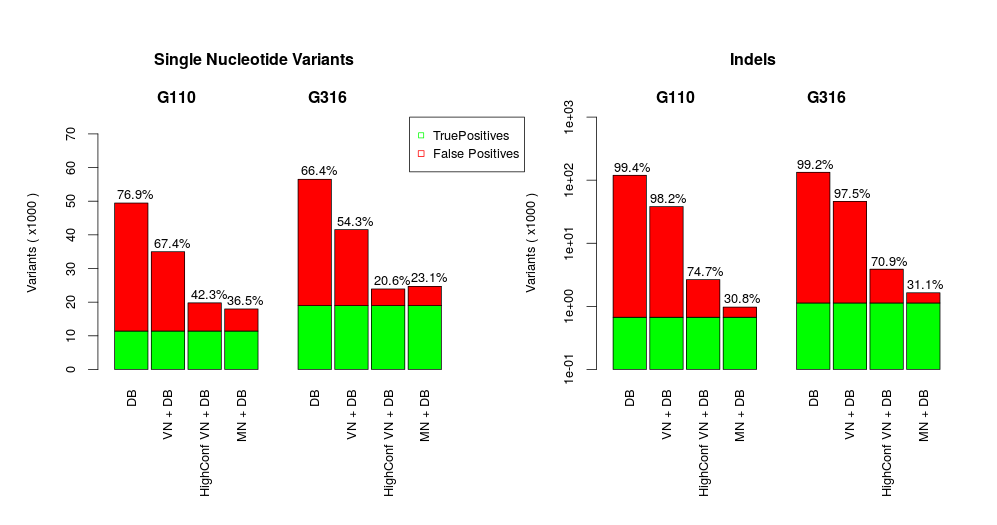 Single Nucleotide Variants
G110
G316
Variants ( x1000 )
0
10
20
30
40
50
60
70
76.9%
67.4%
42.3%
36.5%
66.4%
54.3%
20.6%
23.1%
DB
VN + DB
HighConf VN + DB
MN + DB
DB
VN + DB
HighConf VN + DB
MN + DB
TruePositives
False Positives
Indels
G110
G316
Variants ( x1000 )
1e-01
1e+00
1e+01
1e+02
1e+03
99.4%
98.2%
74.7%
30.8%
99.2%
97.5%
70.9%
31.1%
DB
VN + DB
HighConf VN + DB
MN + DB
DB
VN + DB
HighConf VN + DB
MN + DB